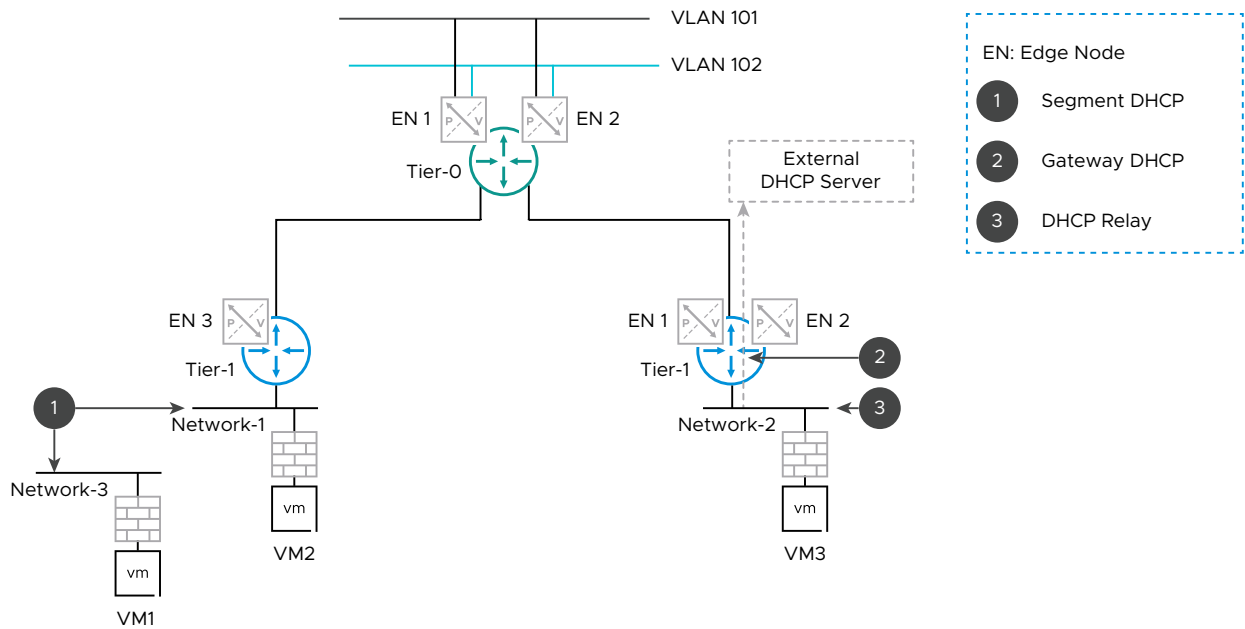 VLAN 101
VLAN 102
EN: Edge Node
1 Segment DHCP
2 Gateway DHCP
3 DHCP Relay
EN 1
P V
P V
EN 2
Tier-0
External
DHCP Server
EN 3
P V
Tier-1
EN 1
P V
P V
EN 2
Tier-1
2
1
Network-1
Network-2
3
Network-3
vm
VM2
vm
VM3
vm
VM1